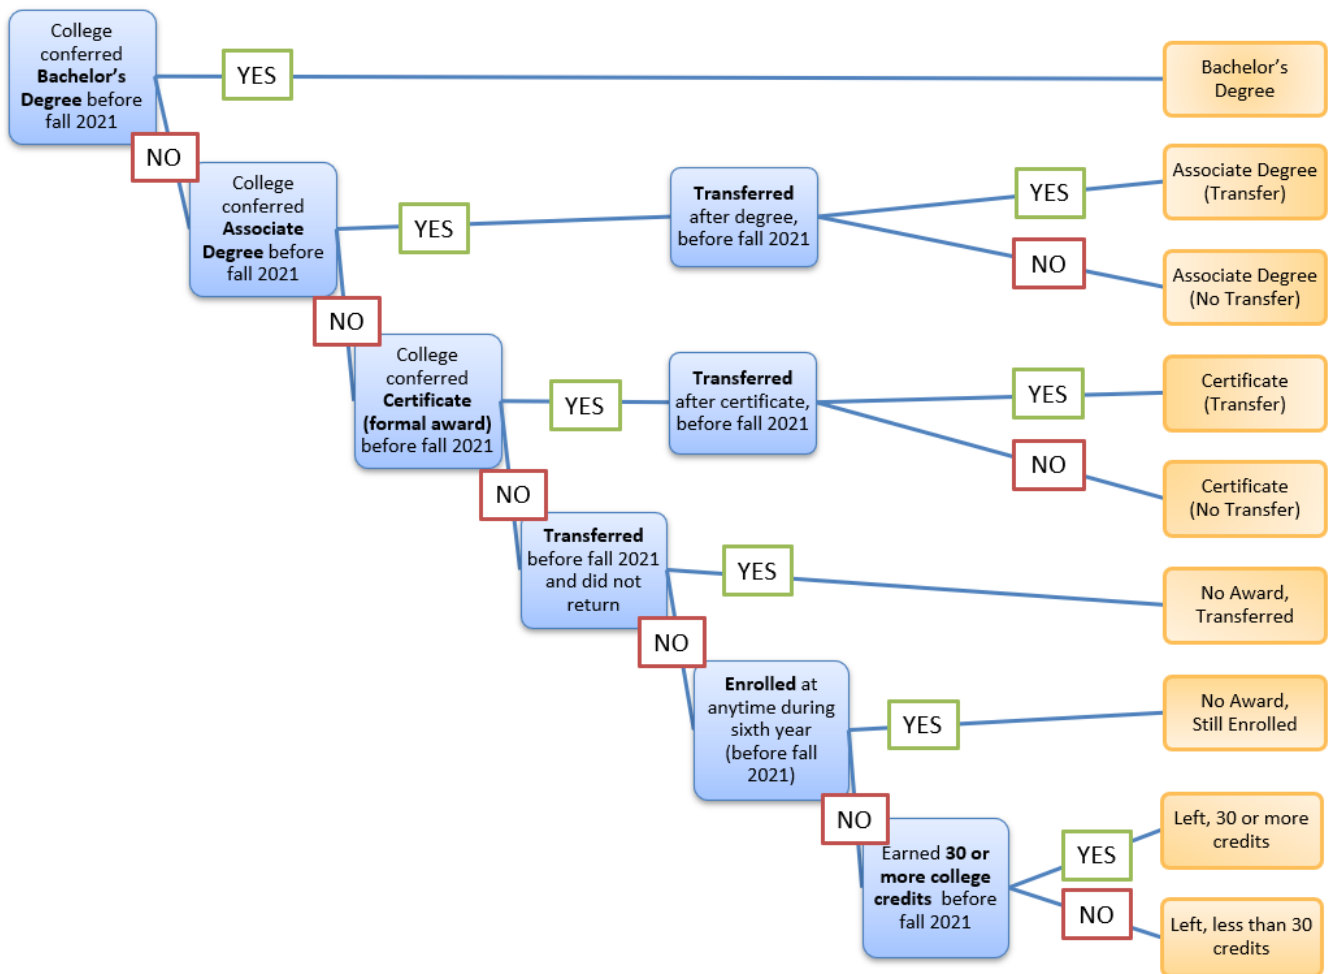 College
conferred
Bachelor's
Degree before
fall 2021
YES
Bachelor's
Degree
NO
College
conferred
Associate
Degree before
fall 2021
YES
Transferred
after degree,
before fall 2021
YES
Associate Degree
(Transfer)
NO
Associate Degree
(No Transfer)
NO
College
conferred
Certificate
(formal award)
before fall 2021
YES
Transferred
after certificate,
before fall 2021
YES
Certificate
(Transfer)
NO
Certificate
(No Transfer)
NO
Transferred
before fall 2021
and did not
return
YES
No Award,
Transferred
NO
Enrolled at
anytime during
sixth year
(before fall
2021)
YES
No Award,
Still Enrolled
NO
Earned 30 or
more college
credits before
fall 2021
YES
Left, 30 or more
credits
NO
Left, less than 30
credits